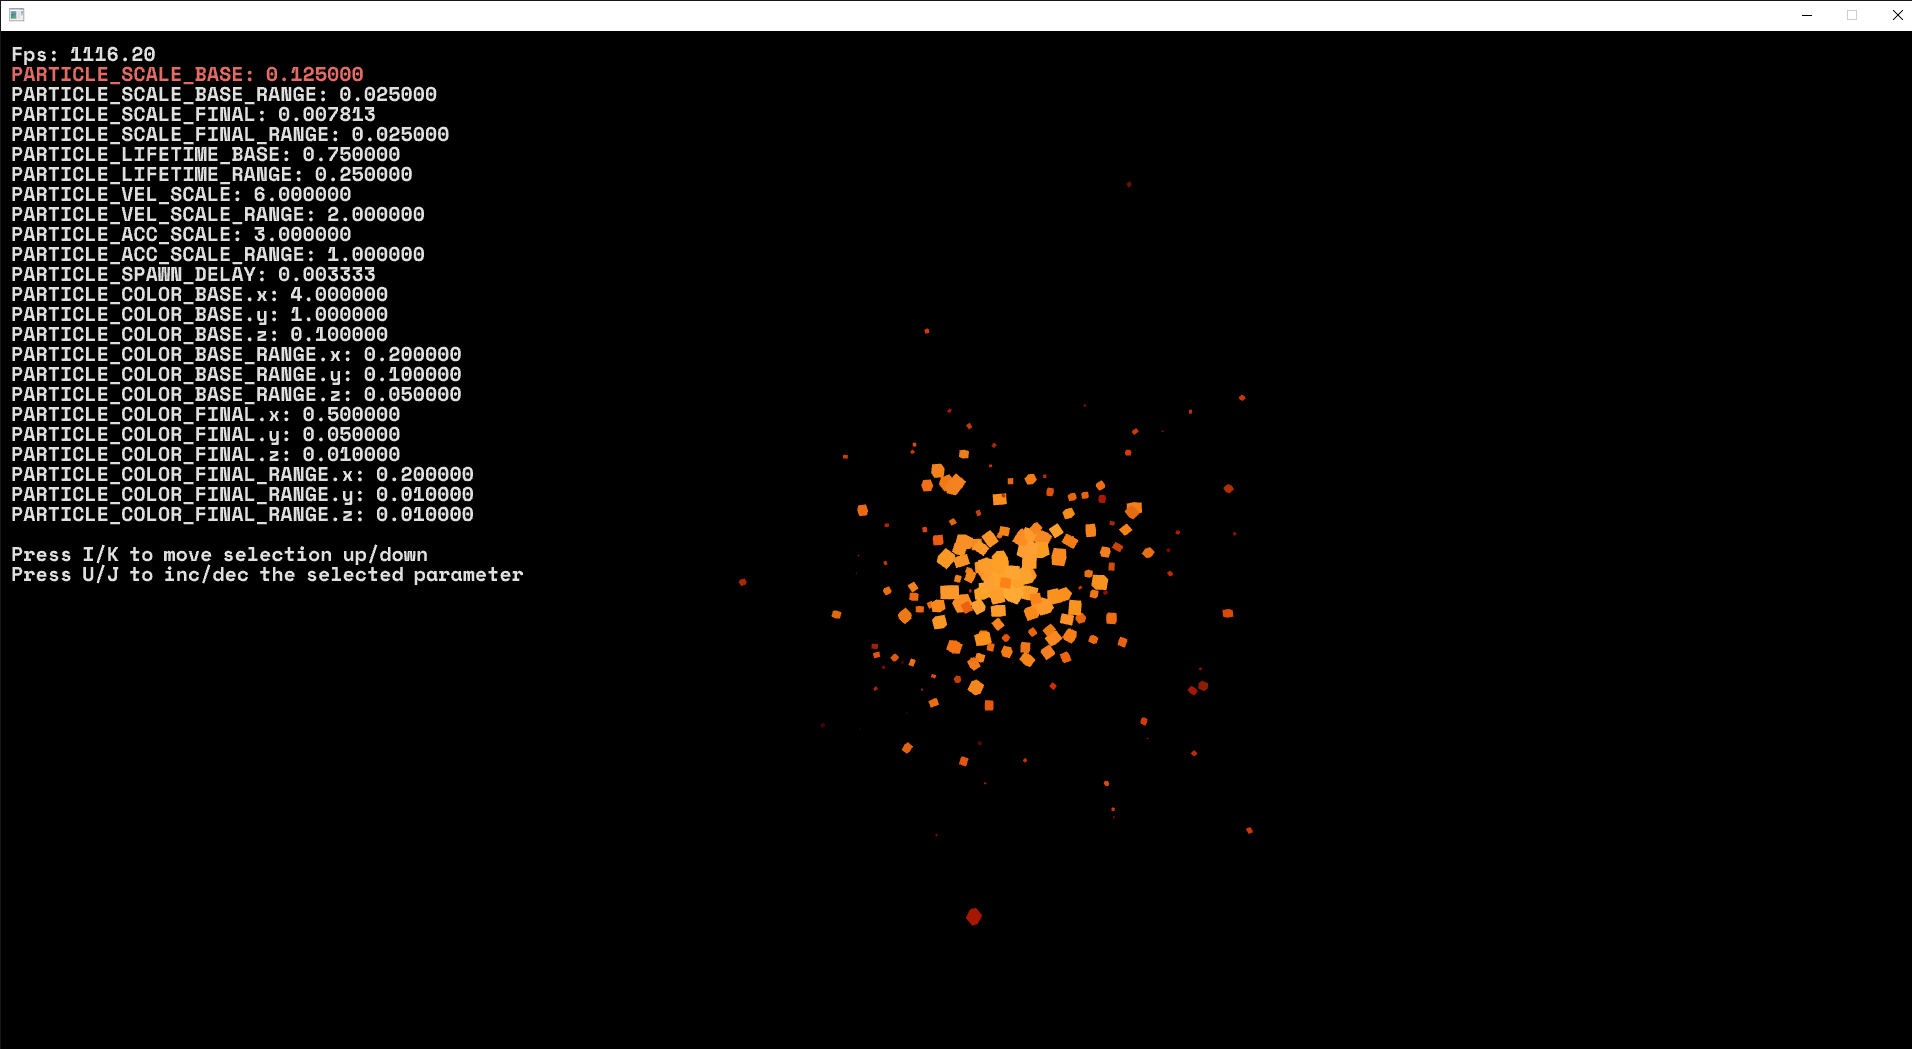 Fps: 1116.20
PARTICLE_SCALE_BASE: 0.125000
PARTICLE_SCALE_BASE_RANGE: 0.025000
PARTICLE_SCALE_FINAL: 0.007813
PARTICLE_SCALE_FINAL_RANGE: 0.025000
PARTICLE_LIFETIME_BASE: 0.750000
PARTICLE_LIFETIME_RANGE: 0.250000
PARTICLE_VEL_SCALE: 6.000000
PARTICLE_VEL_SCALE_RANGE: 2.000000
PARTICLE_ACC_SCALE: 3.000000
PARTICLE_ACC_SCALE_RANGE: 1.000000
PARTICLE_SPAWN_DELAY: 0.003333
PARTICLE_COLOR_BASE.x: 4.000000
PARTICLE_COLOR_BASE.y: 1.000000
PARTICLE_COLOR_BASE.z: 0.100000
PARTICLE_COLOR_BASE_RANGE.x: 0.200000
PARTICLE_COLOR_BASE_RANGE.y: 0.100000
PARTICLE_COLOR_BASE_RANGE.z: 0.050000
PARTICLE_COLOR_FINAL.x: 0.500000
PARTICLE_COLOR_FINAL.y: 0.050000
PARTICLE_COLOR_FINAL.z: 0.010000
PARTICLE_COLOR_FINAL_RANGE.x: 0.200000
PARTICLE_COLOR_FINAL_RANGE.y: 0.010000
PARTICLE_COLOR_FINAL_RANGE.z: 0.010000
Press I/K to move selection up/down
Press U/J to inc/dec the selected parameter